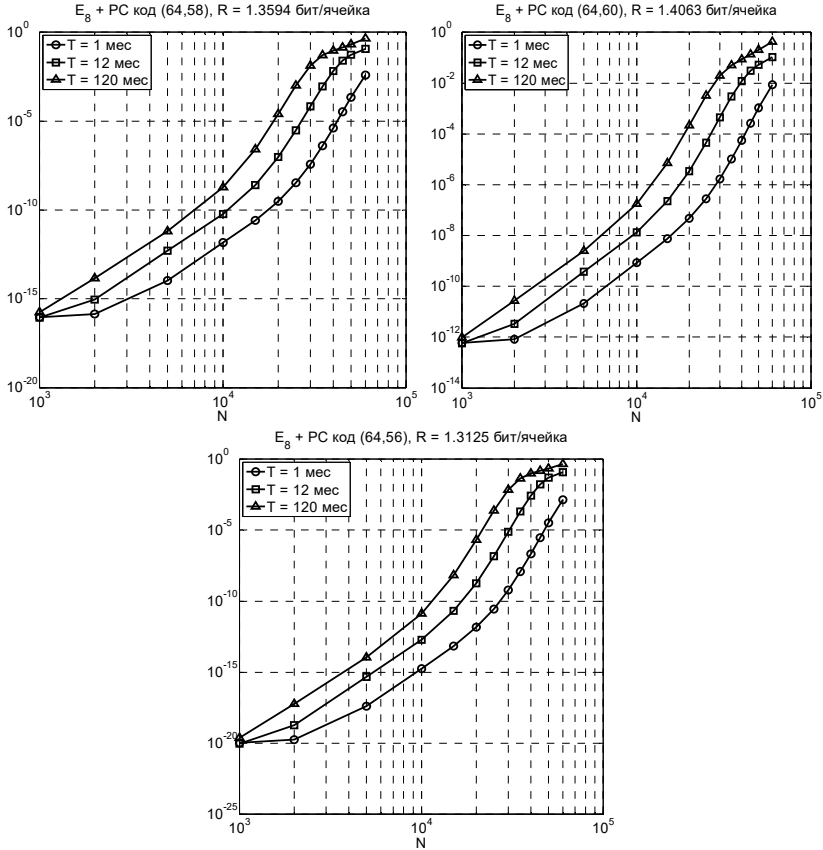 E8 + PC код (64,58), R = 1.3594 бит/ячейка
10^0
10^-5
10^-10
10^-15
10^-20
T = 1 мес
T = 12 мес
T = 120 мес
10^3
10^4
10^5
N
E8 + PC код (64,60), R = 1.4063 бит/ячейка
10^0
10^-2
10^-4
10^-6
10^-8
10^-10
10^-12
10^-14
T = 1 мес
T = 12 мес
T = 120 мес
10^3
10^4
10^5
N
E8 + PC код (64,56), R = 1.3125 бит/ячейка
10^0
10^-5
10^-10
10^-15
10^-20
10^-25
T = 1 мес
T = 12 мес
T = 120 мес
10^3
10^4
10^5
N